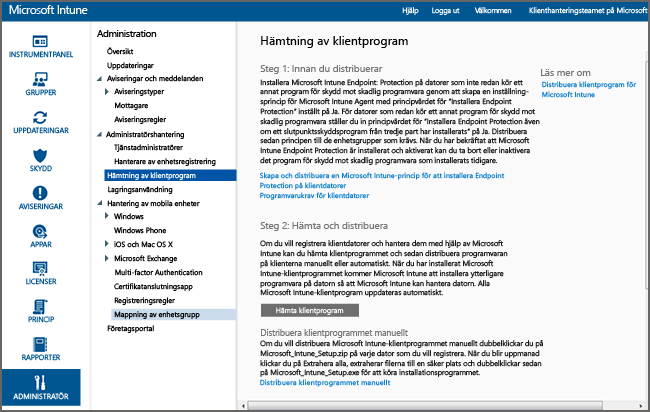 Microsoft Intune
Hjälp
Logga ut
Välkommen
Klienthanteringsteamet på Microsoft
INSTRUMENTPANEL
GRUPPER
UPPDATERINGAR
SKYDD
AVISERINGAR
APPAR
LICENSER
PRINCIP
RAPPORTER
ADMINISTRATÖR
Administration
Översikt
Uppdateringar
Aviseringar och meddelanden
Aviseringstyper
Mottagare
Aviseringsregler
Administratörshantering
Tjänstadministratörer
Hanterare av enhetsregistrering
Hämtning av klientprogram
Lagringsanvändning
Hantering av mobila enheter
Windows
Windows Phone
iOS och Mac OS X
Microsoft Exchange
Multi-factor Authentication
Certifikatanslutningsapp
Registreringsregler
Mappning av enhetsgrupp
Företagsportal
Hämtning av klientprogram
Steg 1: Innan du distribuerar
Installera Microsoft Intune Endpoint: Protection på datorer som inte redan kör ett
annat program för skydd mot skadlig programvara genom att skapa en inställning-
sprincip för Microsoft Intune Agent med principvärdet för "Installera Endpoint
Protection" inställt på Ja. För datorer som redan kör ett annat program för skydd mot
skadlig programvara ställer du in principvärdet för "Installera Endpoint Protection även
om ett slutpunktsskyddsprogram från tredje part har installerats" på Ja. Distribuera
sedan principen till de enhetsgrupper som krävs. När du har bekräftat att Microsoft
Intune Endpoint Protection är installerat och aktiverat kan du ta bort eller inaktivera
det program för skydd mot skadlig programvara som installerats tidigare.
Skapa och distribuera en Microsoft Intune-princip för att installera Endpoint
Protection på klientdatorer
Programvarukrav för klientdatorer
Läs mer om
Distribuera klientprogram för
Microsoft Intune
Steg 2: Hämta och distribuera
Om du vill registrera klientdatorer och hantera dem med hjälp av Microsoft
Intune kan du hämta klientprogrammet och sedan distribuera programvaran
på klienterna manuellt eller automatiskt. När du har installerat Microsoft
Intune-klientprogrammet kommer Microsoft Intune att installera ytterligare
programvara på datorn så att Microsoft Intune kan hantera datorn. Alla
Microsoft Intune-klientprogram uppdateras automatiskt.
Hämta klientprogram
Distribuera klientprogrammet manuellt
Om du vill distribuera Microsoft Intune-klientprogrammet manuellt dubbelklickar du på
Microsoft_Intune_Setup.zip på varje dator som du vill registrera. När du blir uppmanad
klickar du på Extrahera alla, extraherar filerna till en säker plats och dubbelklickar sedan
på Microsoft_Intune_Setup.exe för att köra installationsprogrammet.
Distribuera klientprogrammet manuellt